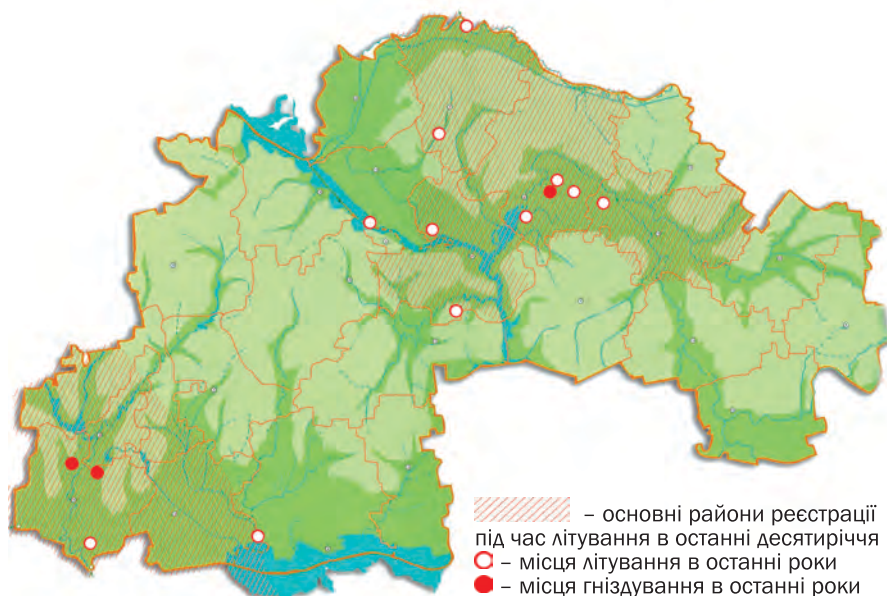 – основні райони реєстрації
під час літування в останні десятиріччя
– місця літування в останні роки
– місця гніздування в останні роки